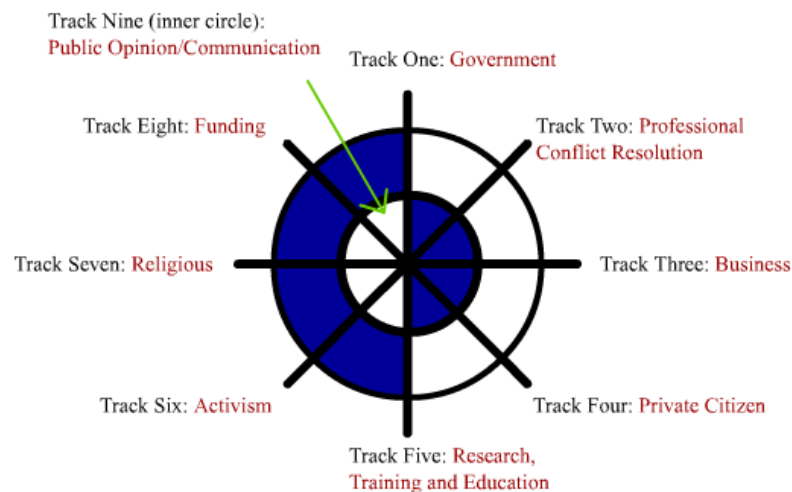 Track Nine (inner circle):
Public Opinion/Communication
Track One: Government
Track Eight: Funding
Track Two: Professional
Conflict Resolution
Track Seven: Religious
Track Three: Business
Track Six: Activism
Track Four: Private Citizen
Track Five: Research,
Training and Education